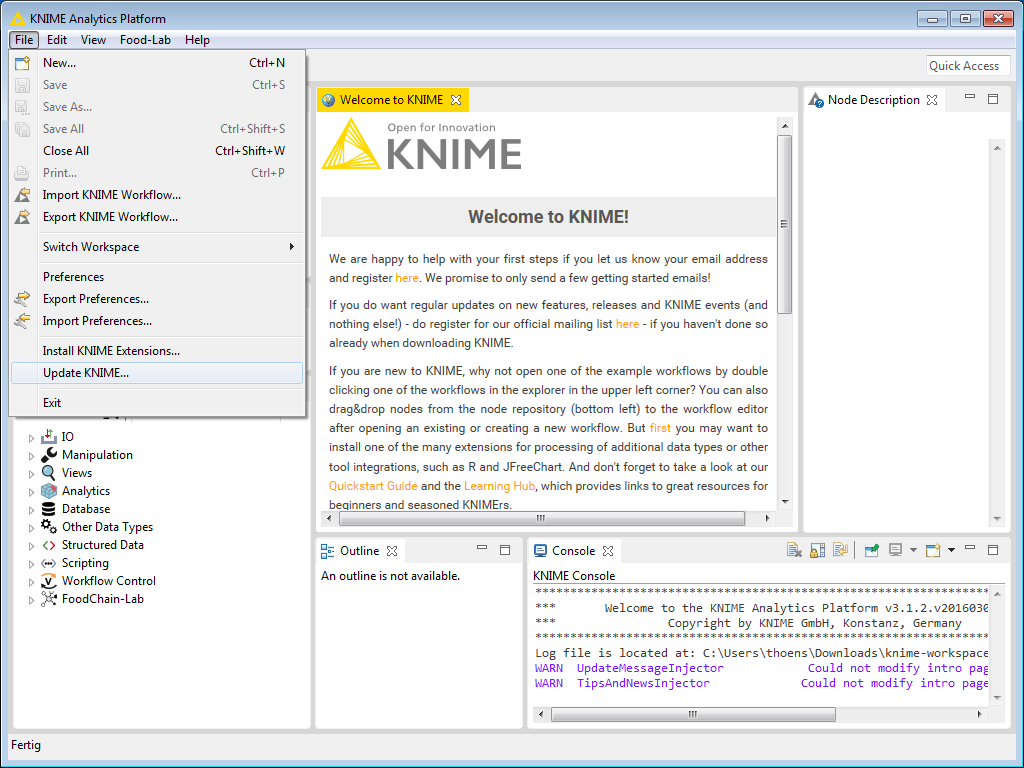 KNIME Analytics Platform
File Edit View Food-Lab Help
New... Ctrl+N
Save Ctrl+S
Save As...
Save All Ctrl+Shift+S
Close All Ctrl+Shift+W
Print... Ctrl+P
Import KNIME Workflow...
Export KNIME Workflow...
Switch Workspace
Preferences
Export Preferences...
Import Preferences...
Install KNIME Extensions...
Update KNIME...
Exit
IO
Manipulation
Views
Analytics
Database
Other Data Types
Structured Data
Scripting
Workflow Control
FoodChain-Lab
Quick Access
Welcome to KNIME
Open for Innovation
KNIME
Welcome to KNIME!
We are happy to help with your first steps if you let us know your email address
and register here. We promise to only send a few getting started emails!
If you do want regular updates on new features, releases and KNIME events (and
nothing else!) - do register for our official mailing list here - if you haven't done so
already when downloading KNIME.
If you are new to KNIME, why not open one of the example workflows by double
clicking one of the workflows in the explorer in the upper left corner? You can also
drag&drop nodes from the node repository (bottom left) to the workflow editor
after opening an existing or creating a new workflow. But first you may want to
install one of the many extensions for processing of additional data types or other
tool integrations, such as R and JFreeChart. And don't forget to take a look at our
Quickstart Guide and the Learning Hub, which provides links to great resources for
beginners and seasoned KNIMErs.
Node Description
Outline
An outline is not available.
Console
KNIME Console
***********************************************************************
*** Welcome to the KNIME Analytics Platform v3.1.2.v2016030
*** Copyright by KNIME GmbH, Konstanz, Germany
***********************************************************************
Log file is located at: C:\Users\thoens\Downloads\knime-workspace
WARN UpdateMessageInjector Could not modify intro pag
WARN TipsAndNewsInjector Could not modify intro page
Fertig